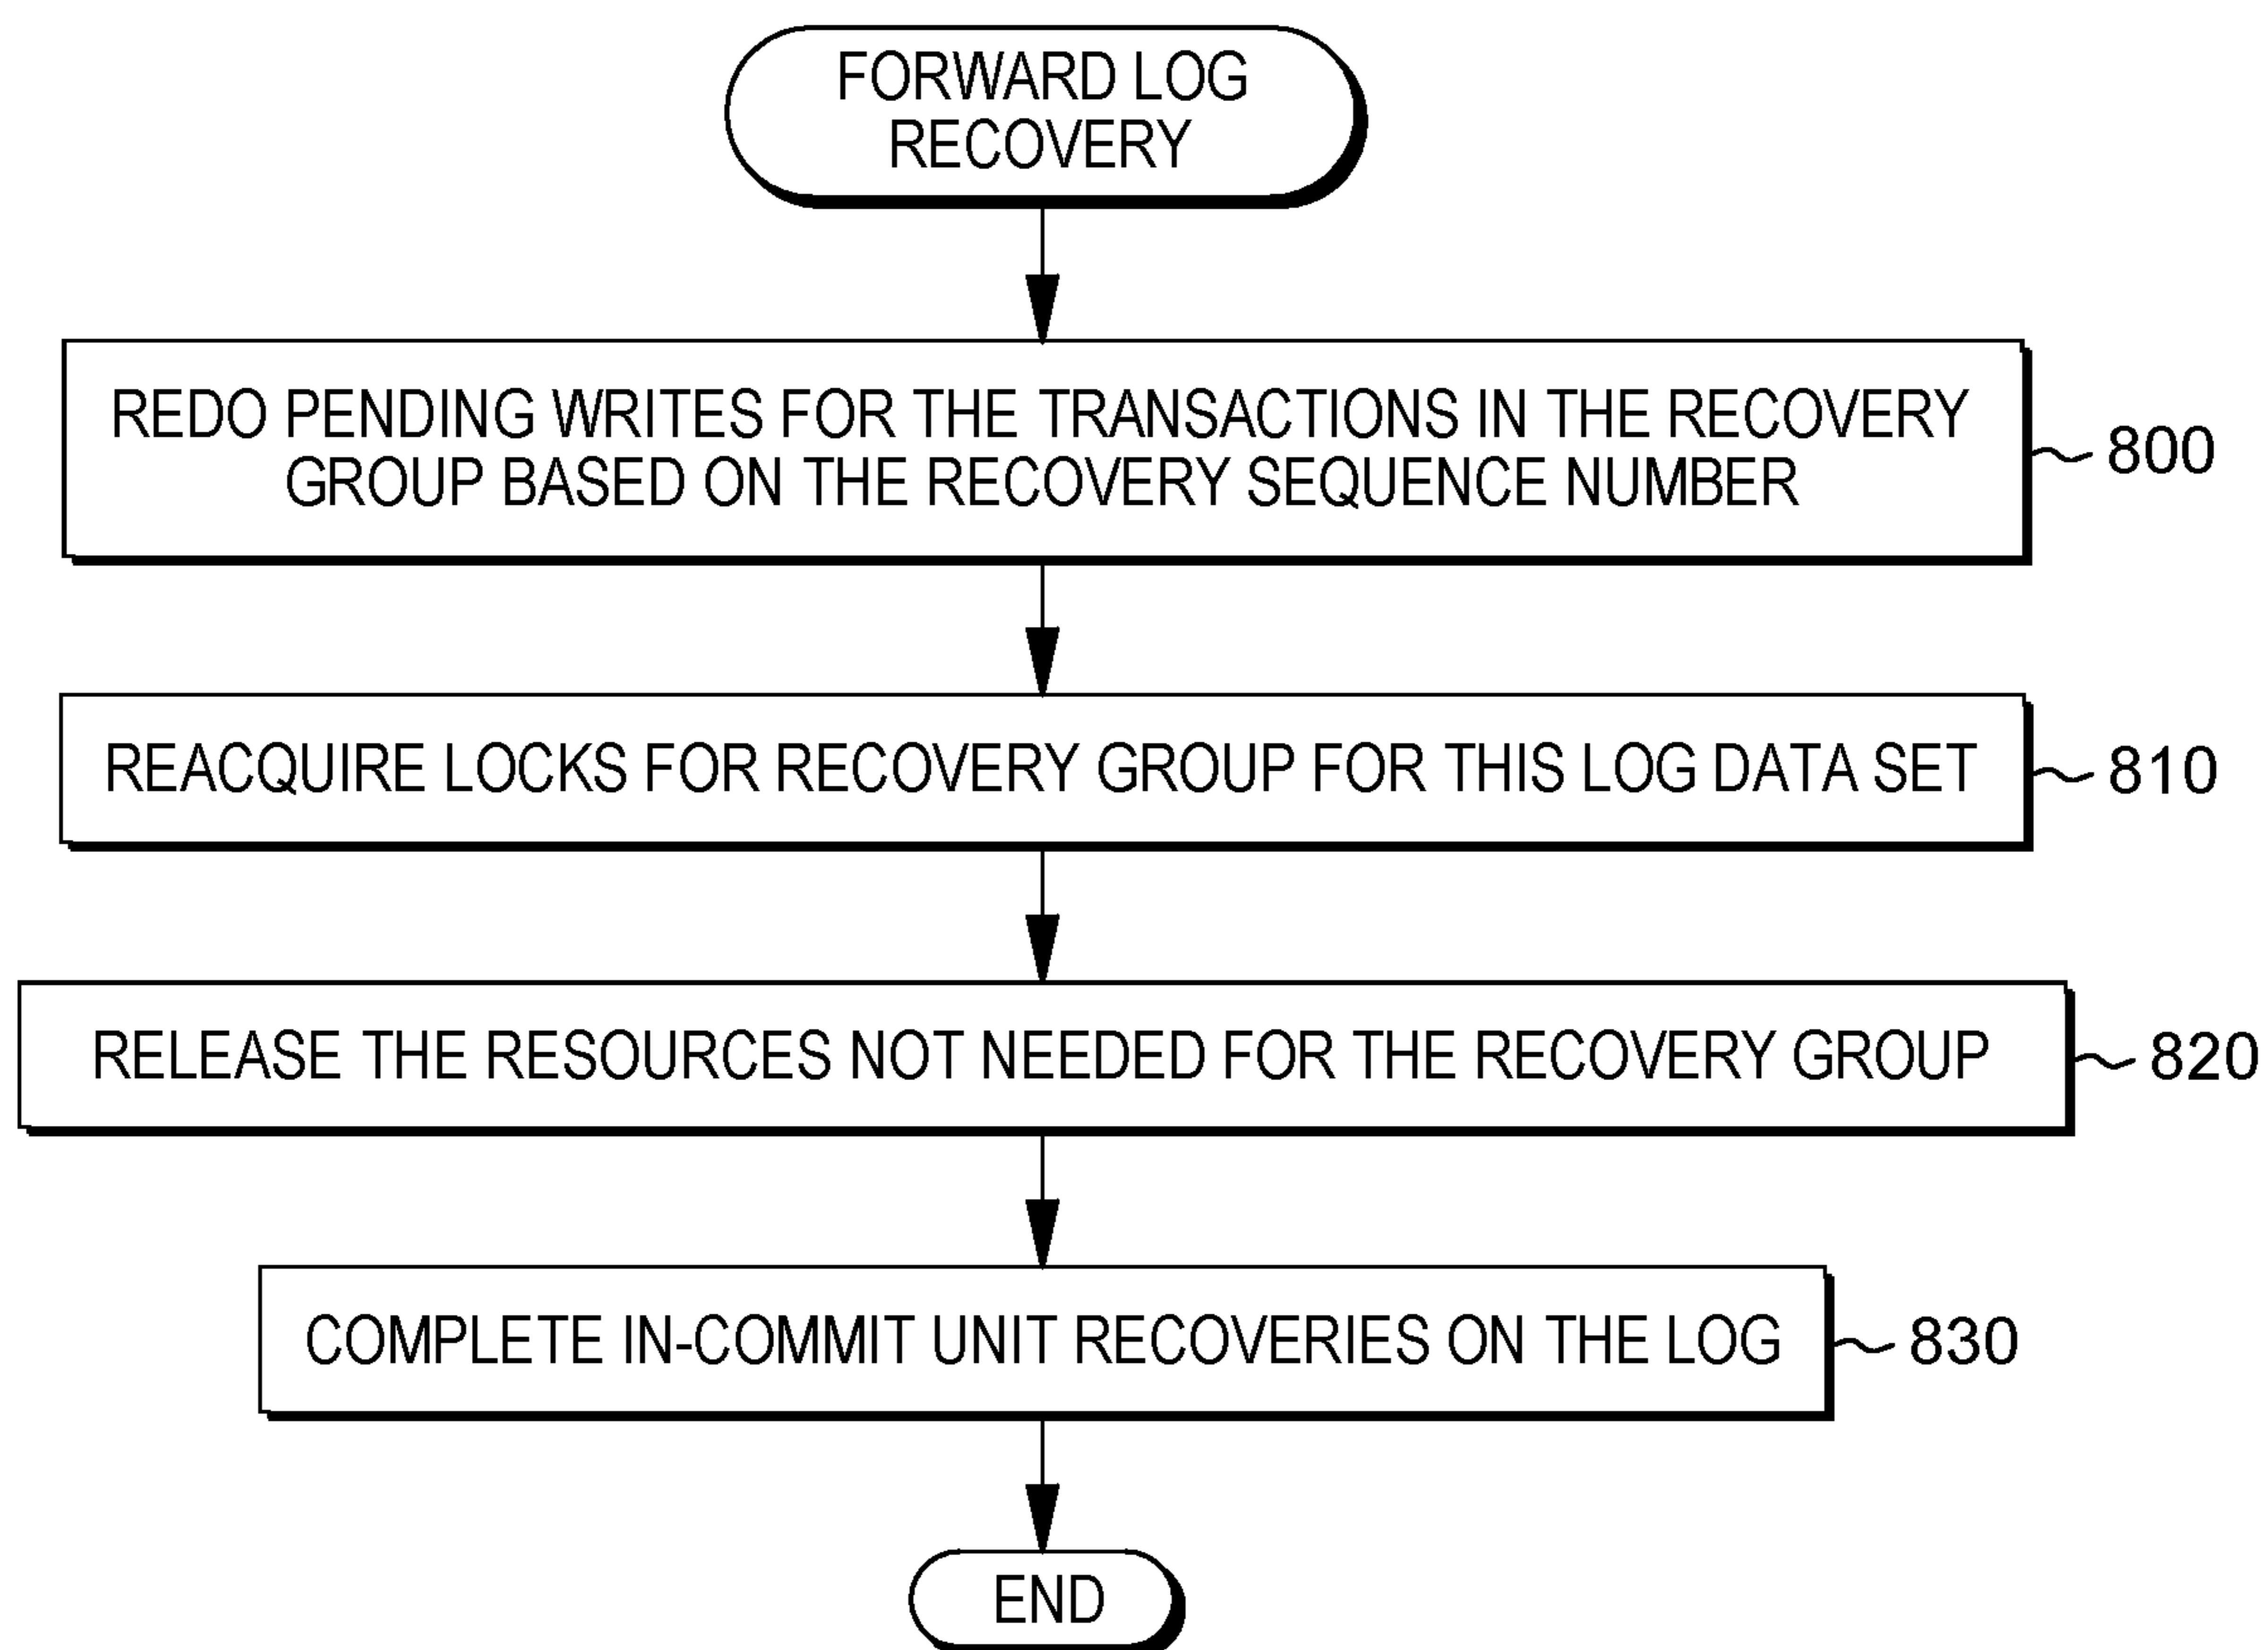 FORWARD LOG
RECOVERY
REDO PENDING WRITES FOR THE TRANSACTIONS IN THE RECOVERY
GROUP BASED ON THE RECOVERY SEQUENCE NUMBER
800
REACQUIRE LOCKS FOR RECOVERY GROUP FOR THIS LOG DATA SET
810
RELEASE THE RESOURCES NOT NEEDED FOR THE RECOVERY GROUP
820
COMPLETE IN-COMMIT UNIT RECOVERIES ON THE LOG
830
END